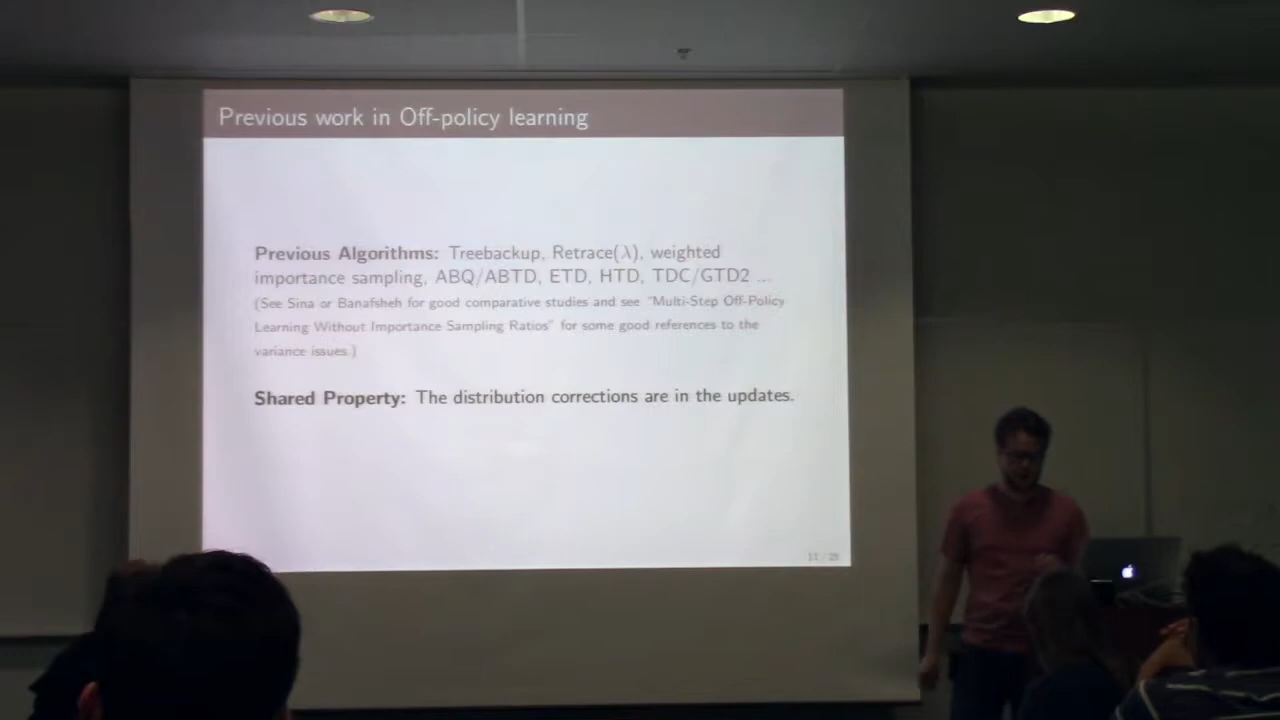 Previous work in Off-policy learning
Previous Algorithms: Treebackup, Retrace(λ), weighted
importance sampling, ABQ/ABTD, ETD, HTD, TDC/GTD2 ...
(See Sina or Banafsheh for good comparative studies and see "Multi-Step Off-Policy
Learning Without Importance Sampling Ratios" for some good references to the
variance issues.)
Shared Property: The distribution corrections are in the updates.